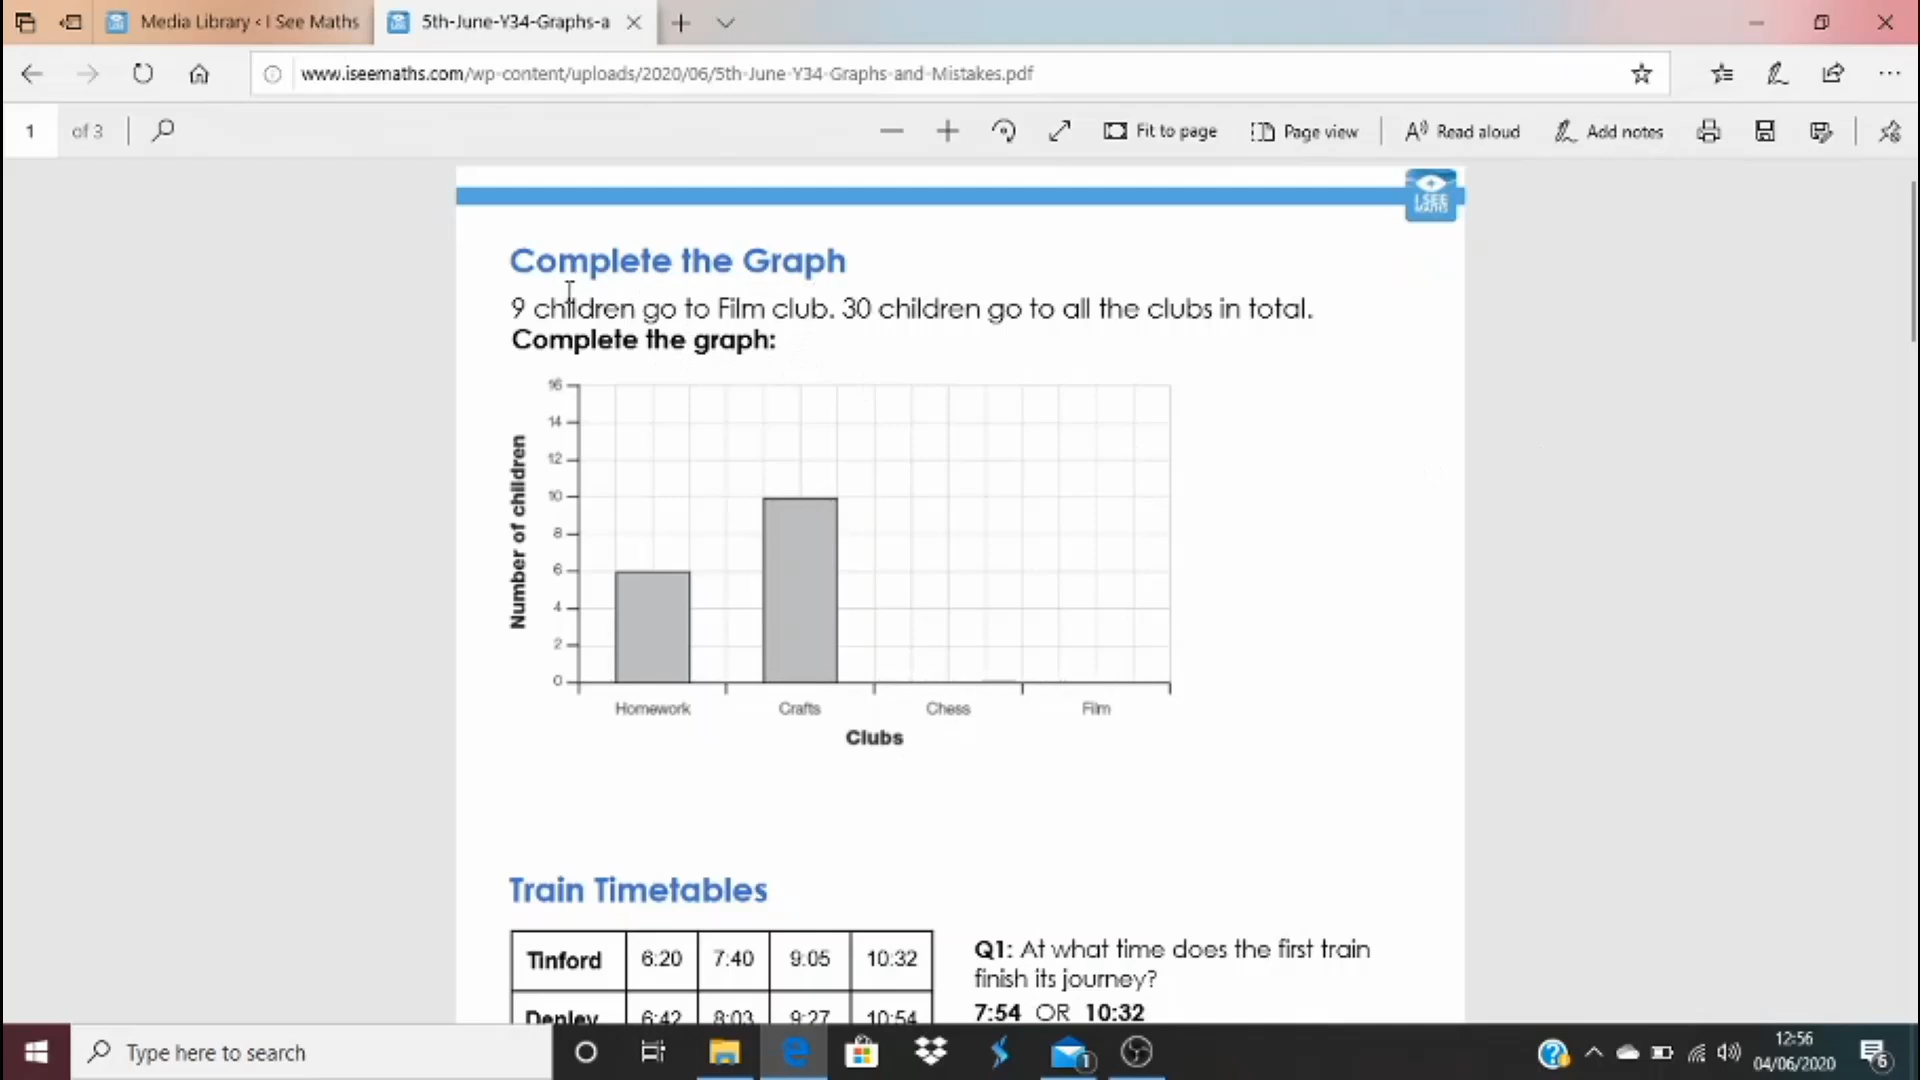 Media Library ‹ I See Maths
5th-June-Y34-Graphs-a
www.iseemaths.com/wp-content/uploads/2020/06/5th-June-Y34-Graphs-and-Mistakes.pdf
1 of 3
Fit to page
Page view
Read aloud
Add notes
I SEE
MATHS
Complete the Graph
9 children go to Film club. 30 children go to all the clubs in total.
Complete the graph:
Number of children
16
14
12
10
8
6
4
2
0
Homework Crafts Chess Film
Clubs
Train Timetables
Tinford 6:20 7:40 9:05 10:32
Denley 6:42 8:03 9:27 10:54
Q1: At what time does the first train
finish its journey?
7:54 OR 10:32
Type here to search
1
12:56
04/06/2020
6